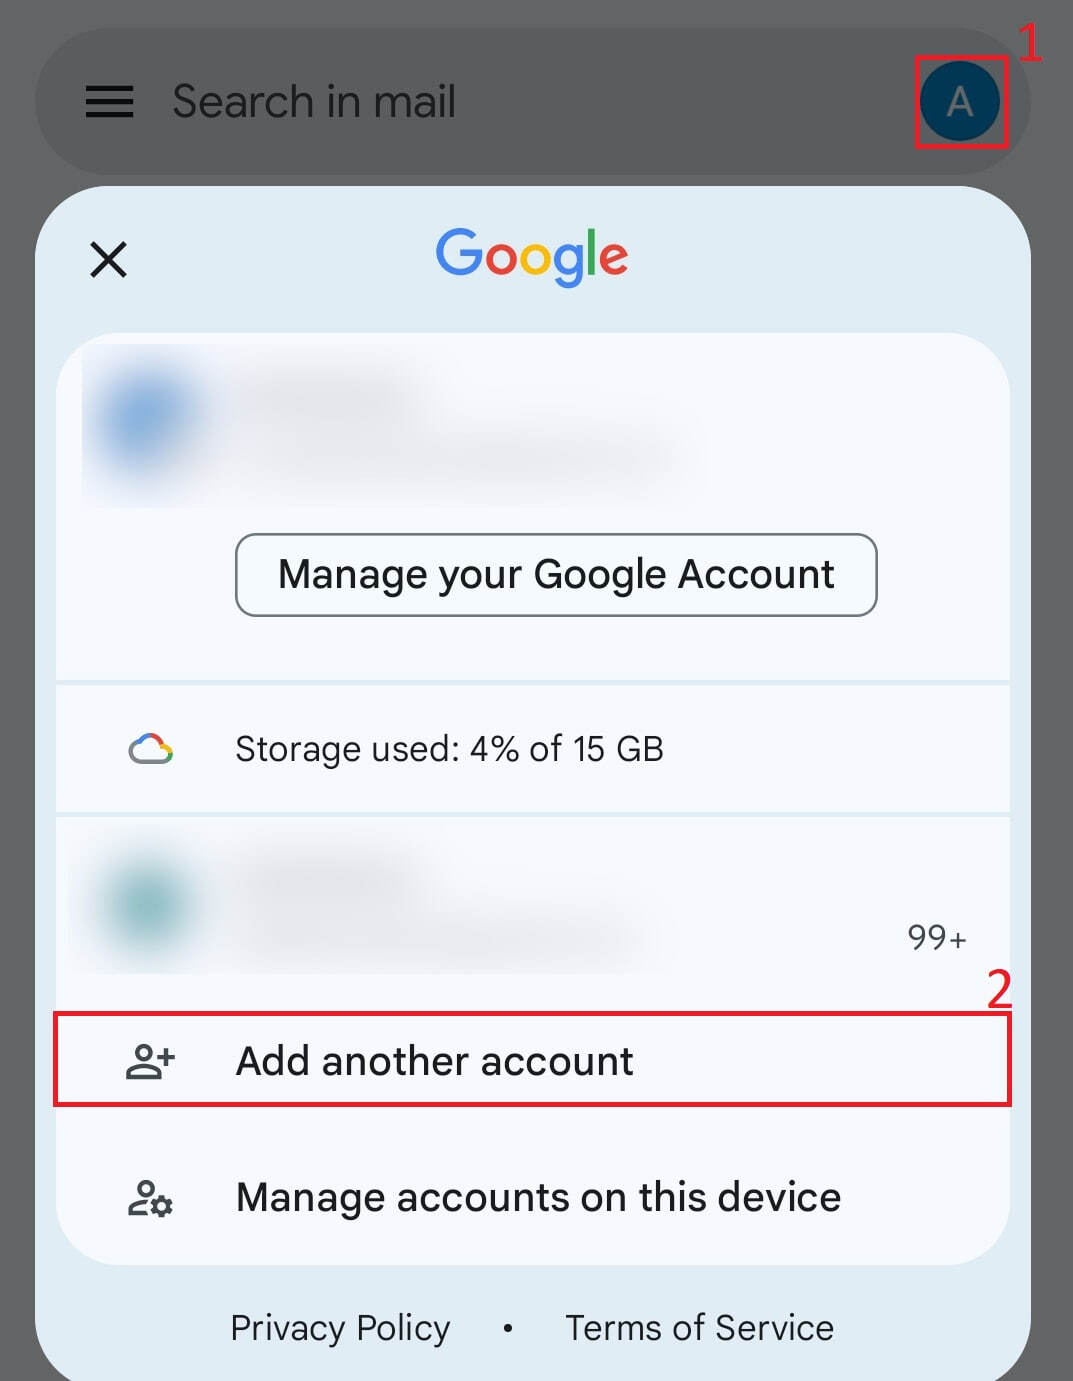 1
Search in mail
A
Google
Manage your Google Account
Storage used: 4% of 15 GB
99+
2
Add another account
Manage accounts on this device
Privacy Policy • Terms of Service